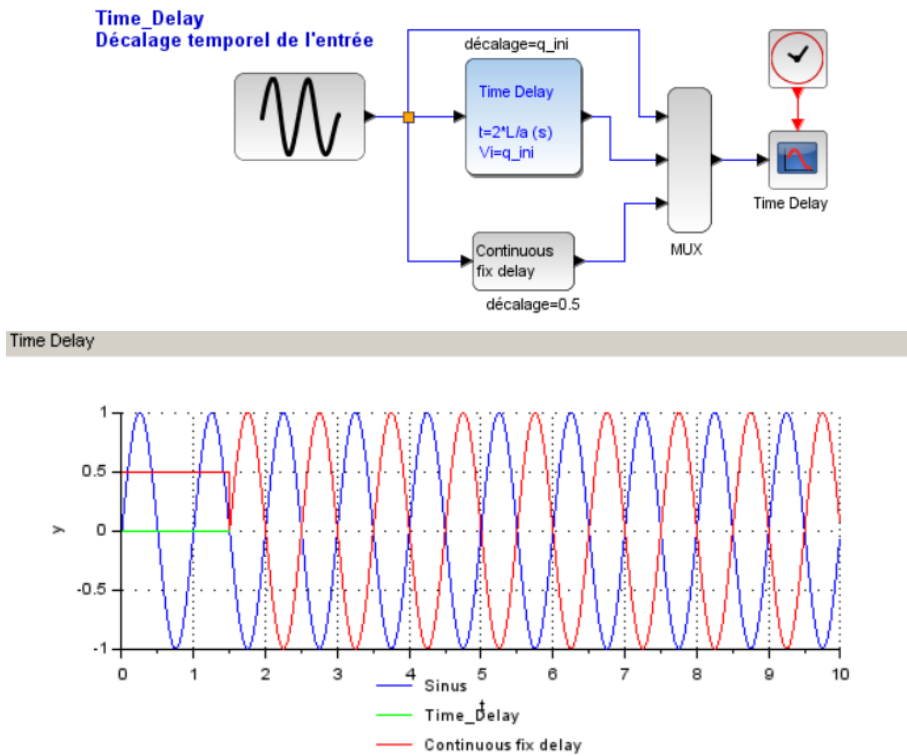 Time_Delay
Décalage temporel de l'entrée
décalage=q_ini
Time Delay
t=2*L/a (s)
Vi=q_ini
Continuous
fix delay
décalage=0.5
MUX
Time Delay
Time Delay
1
0.5
0
-0.5
-1
y
0 1 2 3 4 5 6 7 8 9 10
t
Sinus
Time_Delay
Continuous fix delay